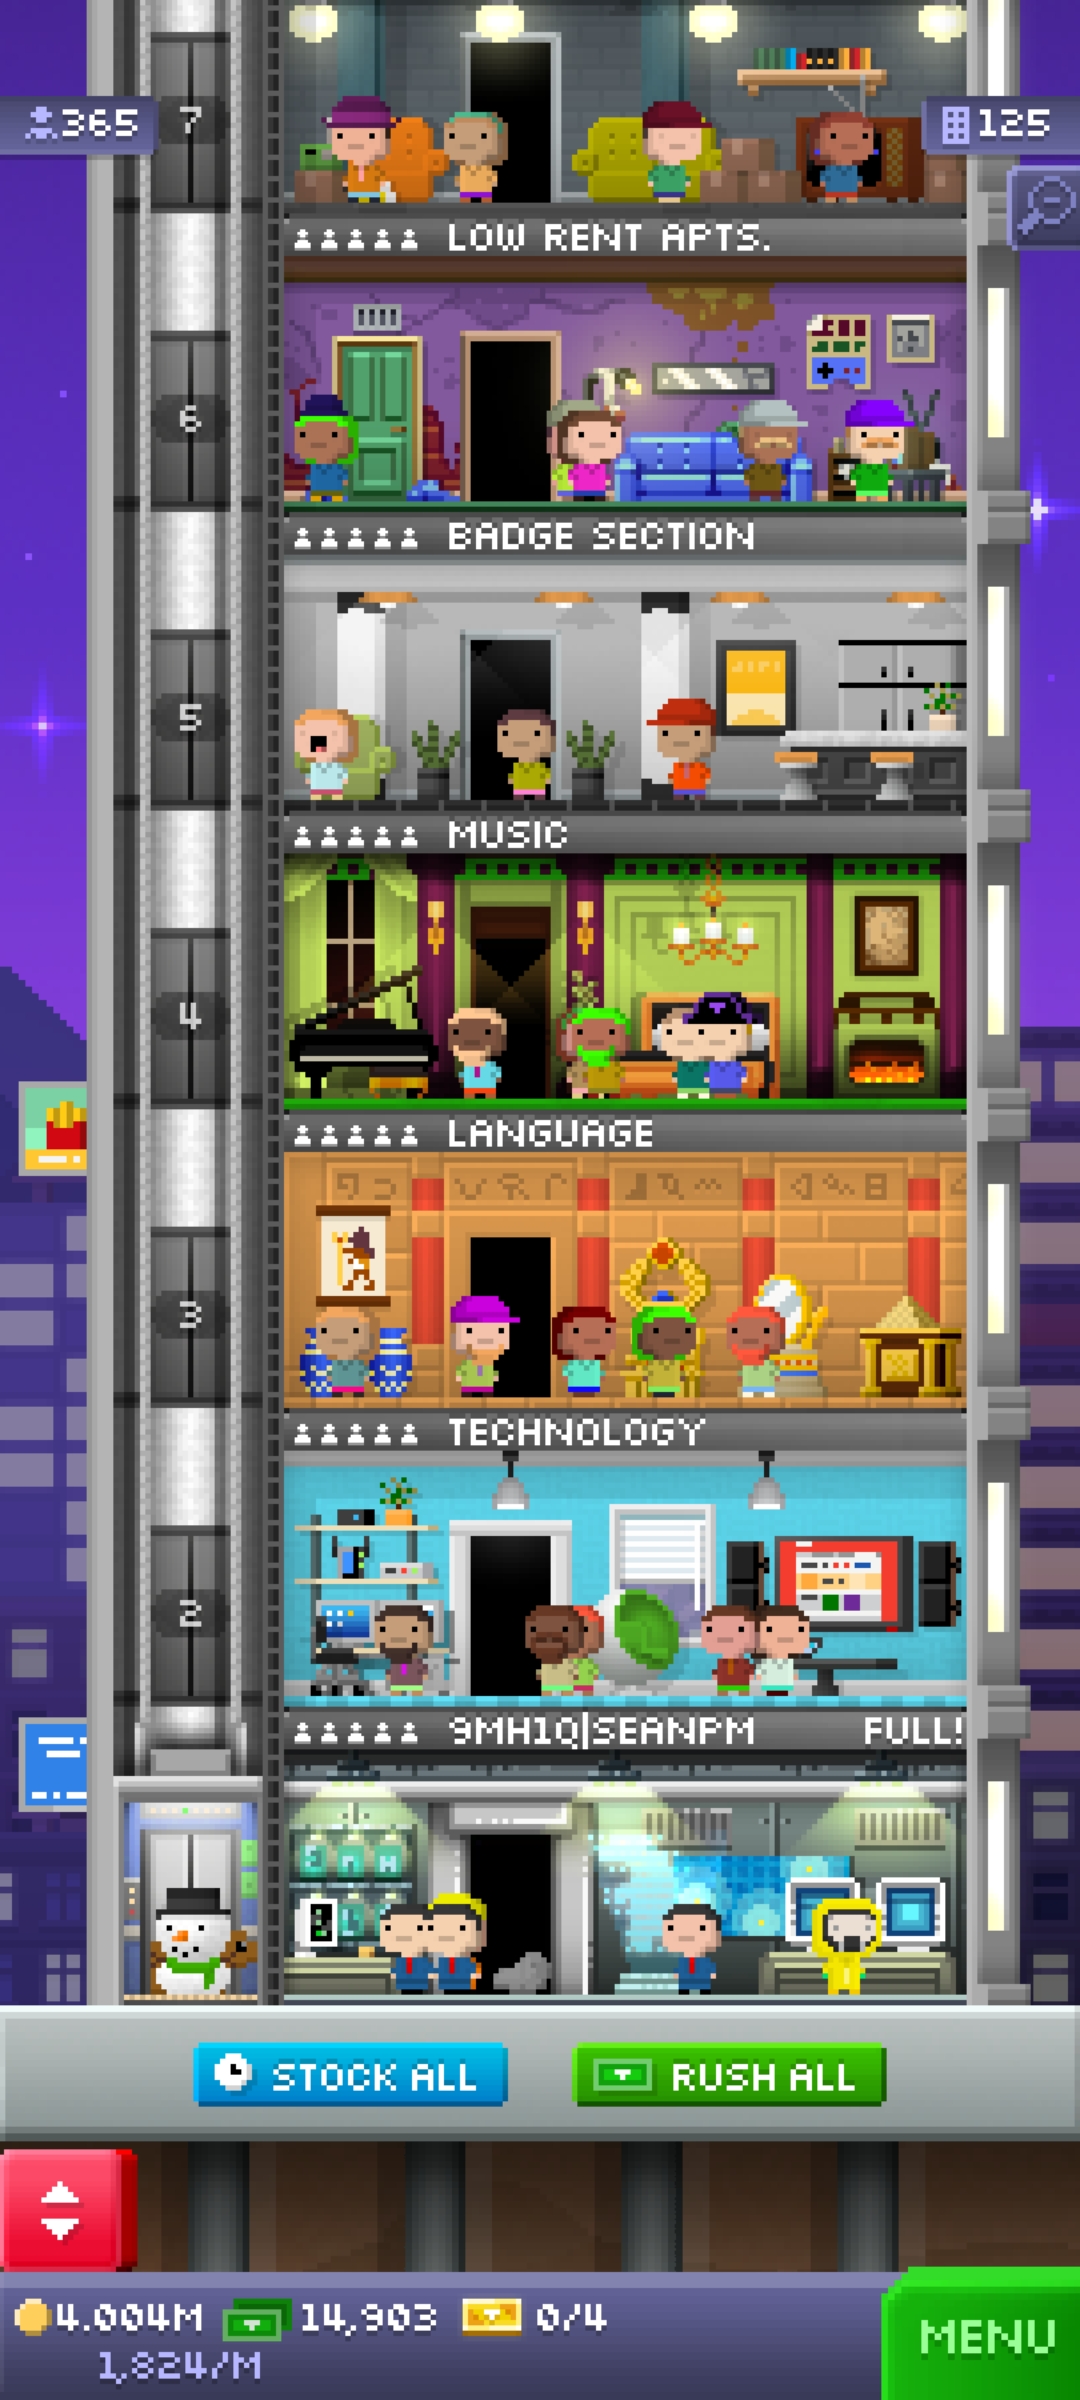 365
7
125
LOW RENT APTS.
6
BADGE SECTION
5
MUSIC
4
LANGUAGE
3
TECHNOLOGY
2
9MH1Q|SEANPM FULL!
STOCK ALL
RUSH ALL
4.004M
14,903
0/4
1,824/M
MENU